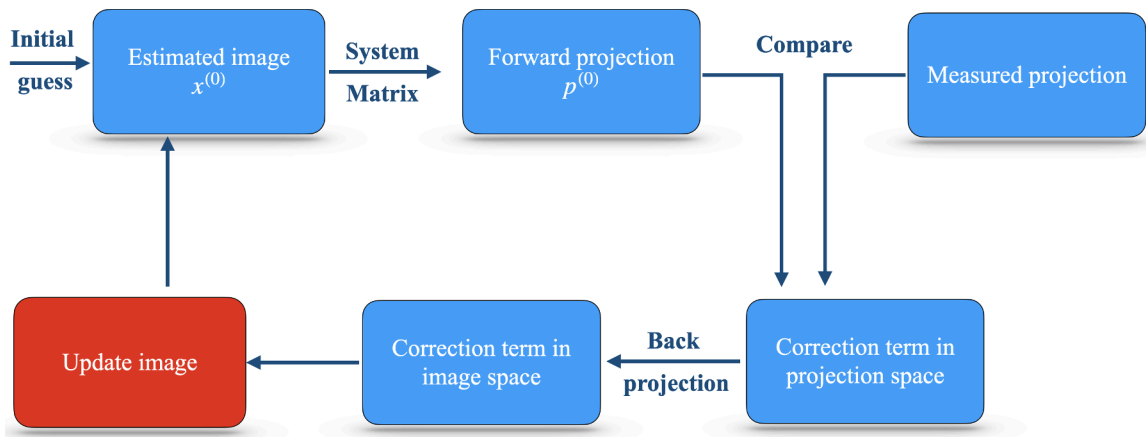 Initial
guess
Estimated image
x^{(0)}
System
Matrix
Forward projection
p^{(0)}
Compare
Measured projection
Update image
Correction term in
image space
Back
projection
Correction term in
projection space